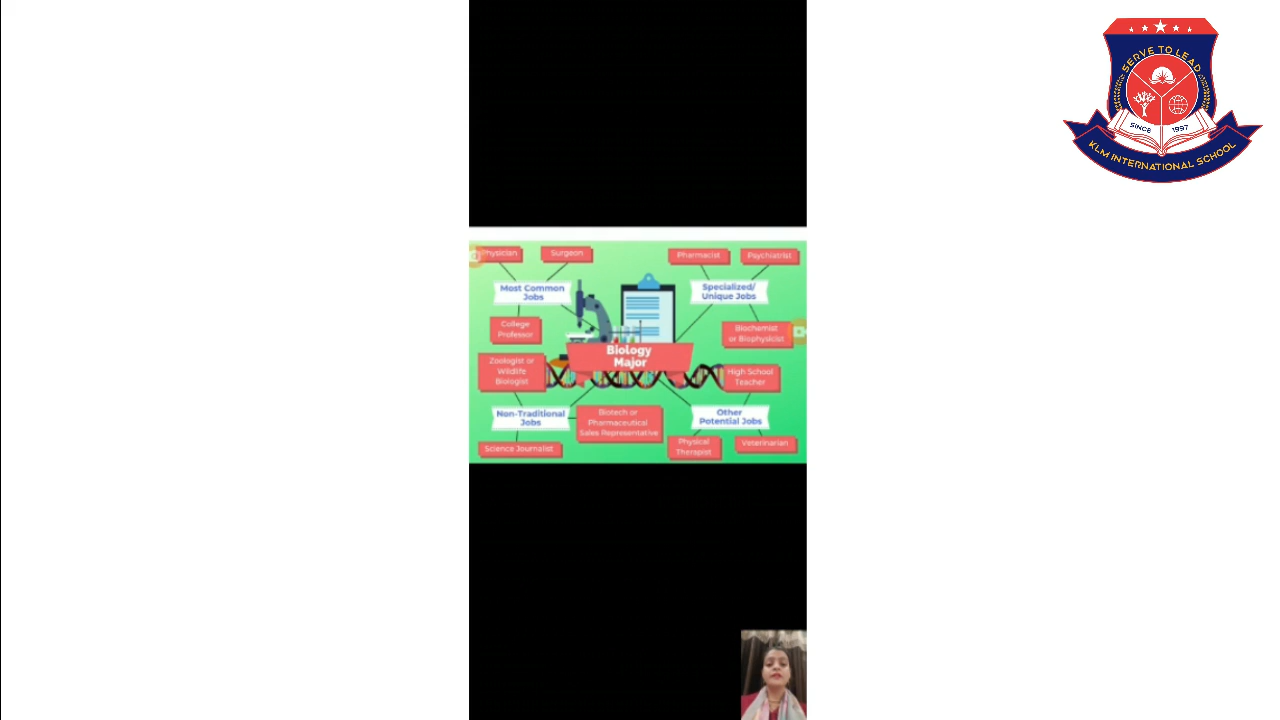 SERVE TO LEAD
SINCE 1997
KLM INTERNATIONAL SCHOOL
Physician
Surgeon
Pharmacist
Psychiatrist
Most Common
Jobs
Specialized/
Unique Jobs
College
Professor
Biochemist
or Biophysicist
Biology
Major
Zoologist or
Wildlife
Biologist
High School
Teacher
Non-Traditional
Jobs
Biotech or
Pharmaceutical
Sales Representative
Other
Potential Jobs
Science Journalist
Physical
Therapist
Veterinarian